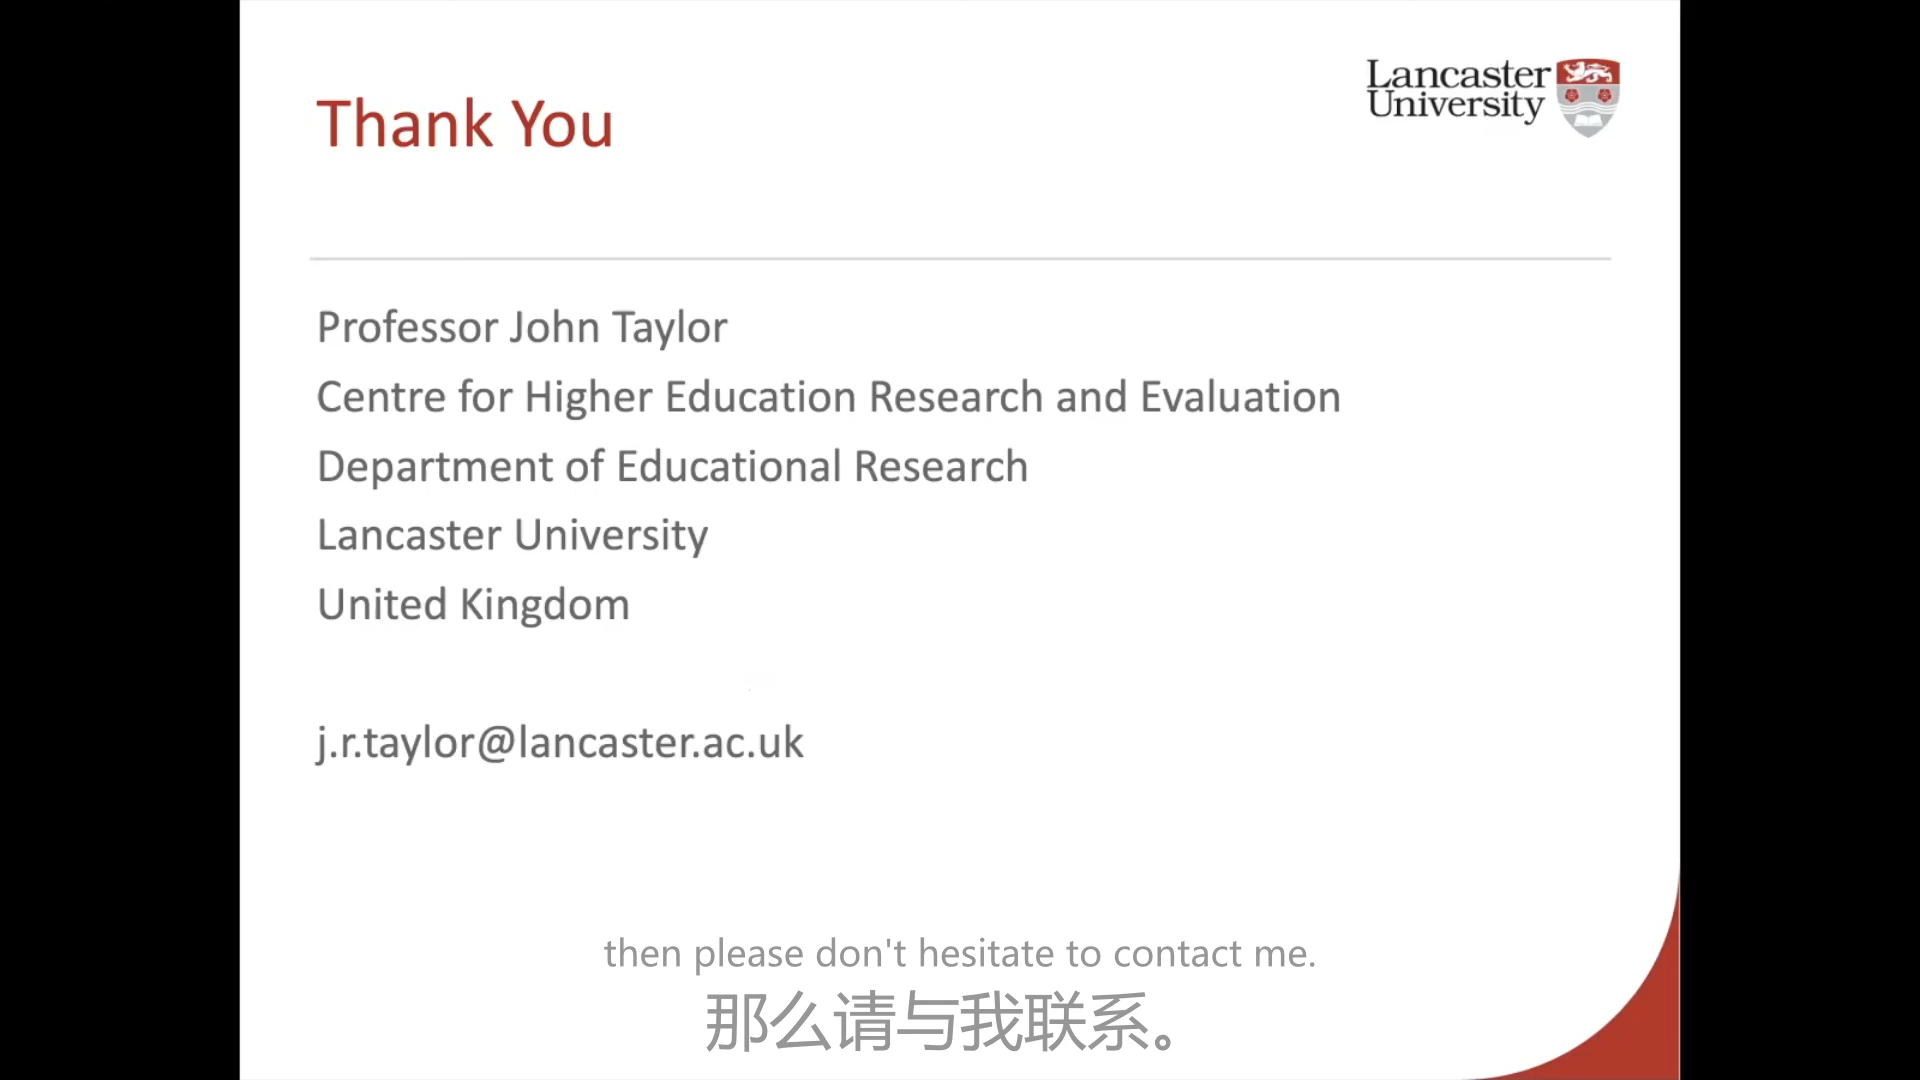 Lancaster
University
Thank You
Professor John Taylor
Centre for Higher Education Research and Evaluation
Department of Educational Research
Lancaster University
United Kingdom
j.r.taylor@lancaster.ac.uk
then please don't hesitate to contact me.
那么请与我联系。